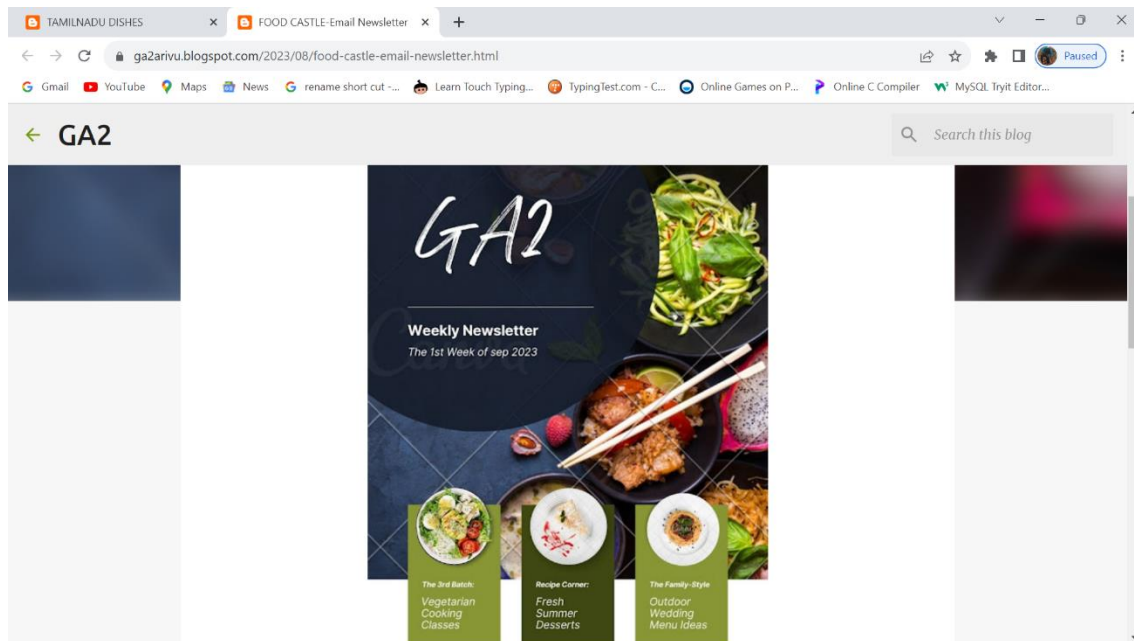 TAMILNADU DISHES
FOOD CASTLE-Email Newsletter
ga2arivu.blogspot.com/2023/08/food-castle-email-newsletter.html
Paused
Gmail
YouTube
Maps
News
rename short cut -...
Learn Touch Typing...
TypingTest.com - C...
Online Games on P...
Online C Compiler
MySQL Tryit Editor...
GA2
Search this blog
GA2
Weekly Newsletter
The 1st Week of sep 2023
Canva
The 3rd Batch:
Vegetarian
Cooking
Classes
Recipe Corner:
Fresh
Summer
Desserts
The Family-Style
Outdoor
Wedding
Menu Ideas